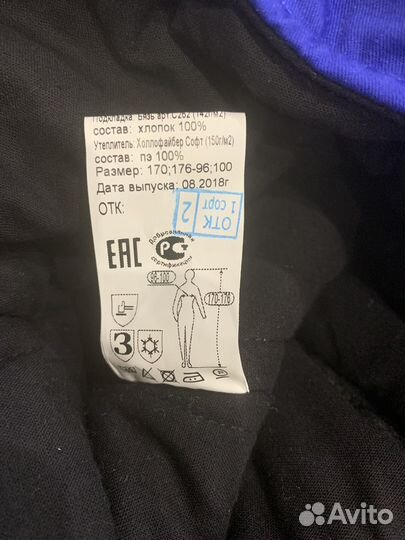 Подкладка: Бязь арт.С262 (142г/м2)
состав: хлопок 100%
Утеплитель: Холлофайбер Софт (150г/м2)
состав: пэ 100%
Размер: 170;176-96;100
Дата выпуска: 08.2018г
ОТК:
ОТК 2
1 сорт
ЕАС
Добровольная
РСТ
сертификация
96-100
170-176
3
Avito